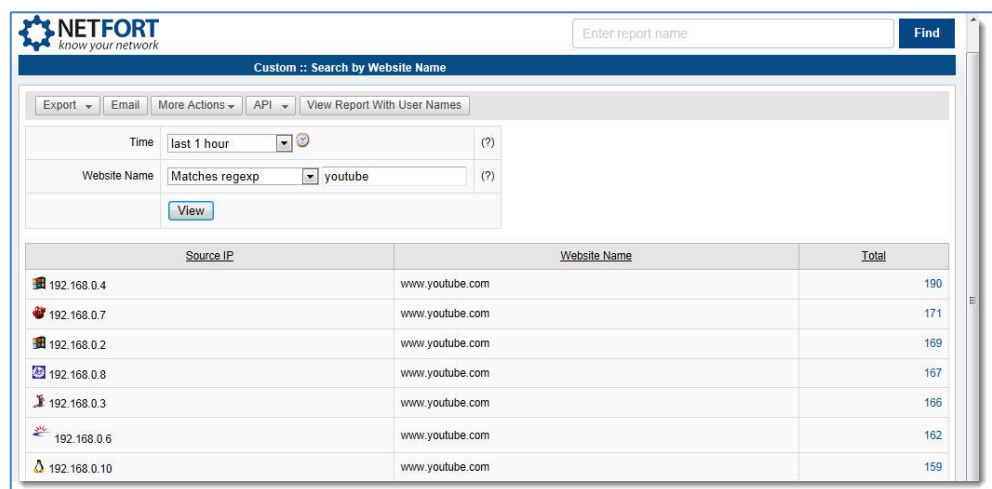 NETFORT
know your network
Enter report name
Find
Custom :: Search by Website Name
Export Email More Actions API View Report With User Names
Time last 1 hour (?)
Website Name Matches regexp youtube (?)
View
Source IP Website Name Total
192.168.0.4 www.youtube.com 190
192.168.0.7 www.youtube.com 171
192.168.0.2 www.youtube.com 169
192.168.0.8 www.youtube.com 167
192.168.0.3 www.youtube.com 166
192.168.0.6 www.youtube.com 162
192.168.0.10 www.youtube.com 159